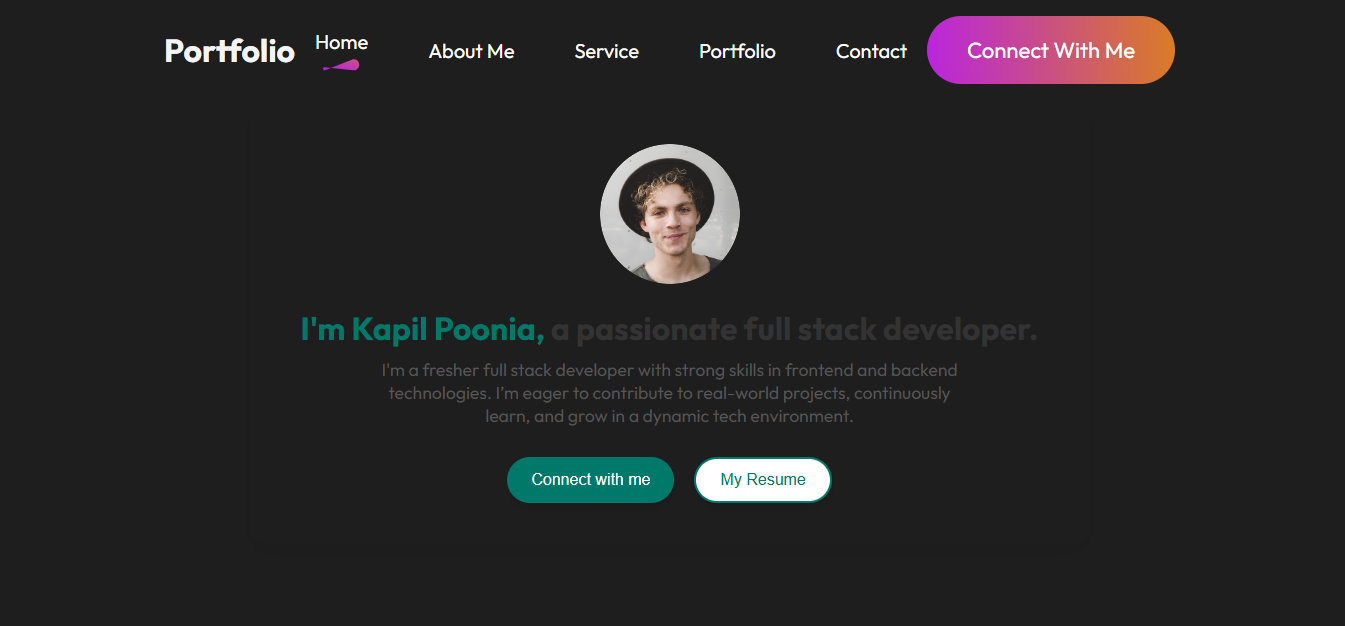 Portfolio Home About Me Service Portfolio Contact Connect With Me
I'm Kapil Poonia, a passionate full stack developer.
I'm a fresher full stack developer with strong skills in frontend and backend
technologies. I'm eager to contribute to real-world projects, continuously
learn, and grow in a dynamic tech environment.
Connect with me My Resume